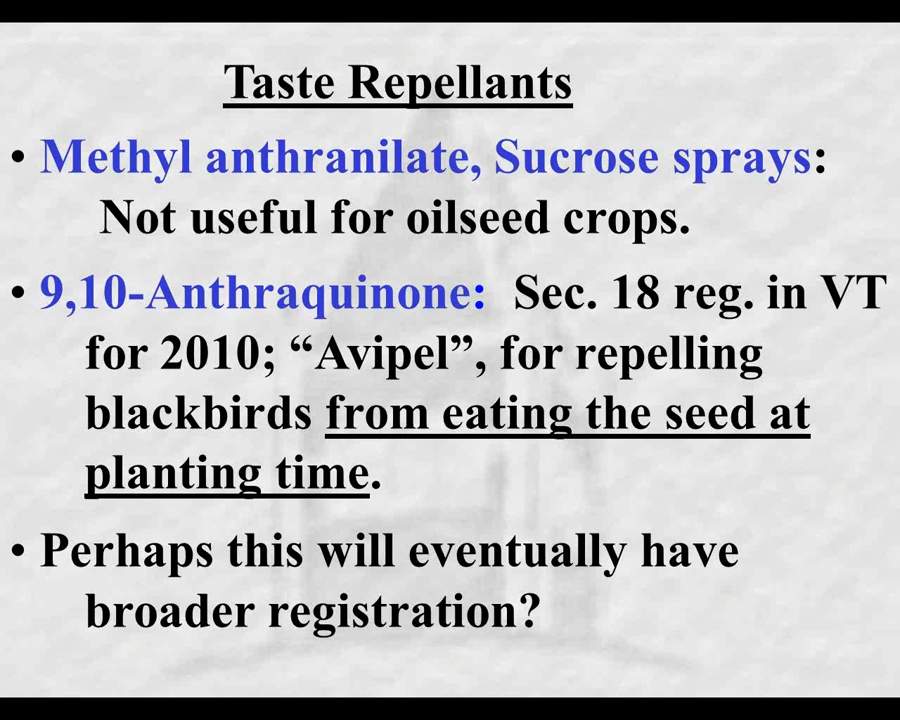 Taste Repellants
• Methyl anthranilate, Sucrose sprays:
Not useful for oilseed crops.
• 9,10-Anthraquinone: Sec. 18 reg. in VT
for 2010; “Avipel”, for repelling
blackbirds from eating the seed at
planting time.
• Perhaps this will eventually have
broader registration?